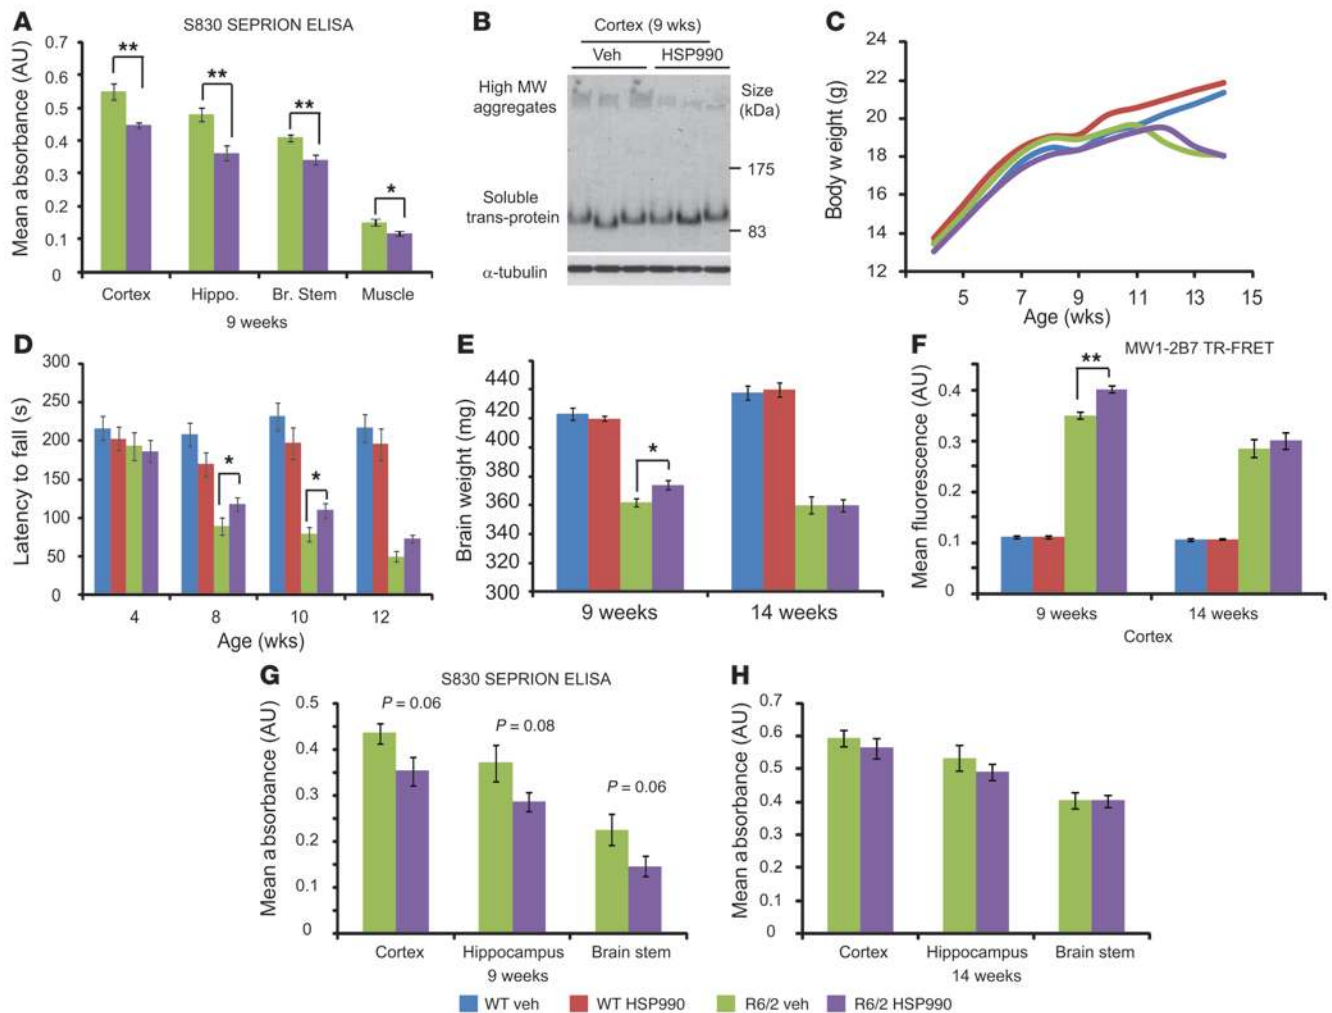 A
S830 SEPRION ELISA
Mean absorbance (AU)
0.7
0.6
0.5
0.4
0.3
0.2
0.1
0
**
**
**
*
Cortex Hippo. Br. Stem Muscle
9 weeks
B
Cortex (9 wks)
Veh HSP990
High MW
aggregates
Size
(kDa)
175
Soluble
trans-protein
83
α-tubulin
C
Body weight (g)
24
22
20
18
16
14
12
5 7 9 11 13 15
Age (wks)
D
Latency to fall (s)
300
250
200
150
100
50
0
*
*
4 8 10 12
Age (wks)
E
Brain weight (mg)
440
420
400
380
360
340
320
300
*
9 weeks 14 weeks
F
MW1-2B7 TR-FRET
Mean fluorescence (AU)
0.4
0.3
0.2
0.1
0
**
9 weeks 14 weeks
Cortex
G
S830 SEPRION ELISA
Mean absorbance (AU)
0.5
0.4
0.3
0.2
0.1
0
P = 0.06
P = 0.08
P = 0.06
Cortex Hippocampus Brain stem
9 weeks
H
Mean absorbance (AU)
0.7
0.6
0.5
0.4
0.3
0.2
0.1
0
Cortex Hippocampus Brain stem
14 weeks
WT veh WT HSP990 R6/2 veh R6/2 HSP990